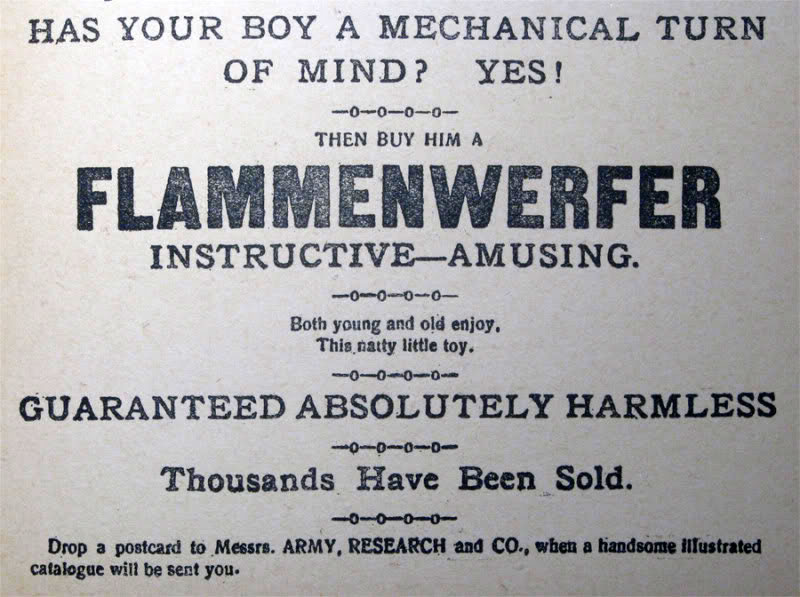 HAS YOUR BOY A MECHANICAL TURN
OF MIND? YES!
THEN BUY HIM A
FLAMMENWERFER
INSTRUCTIVE—AMUSING.
Both young and old enjoy,
This natty little toy.
GUARANTEED ABSOLUTELY HARMLESS
Thousands Have Been Sold.
Drop a postcard to Messrs. ARMY, RESEARCH and CO., when a handsome illustrated
catalogue will be sent you.